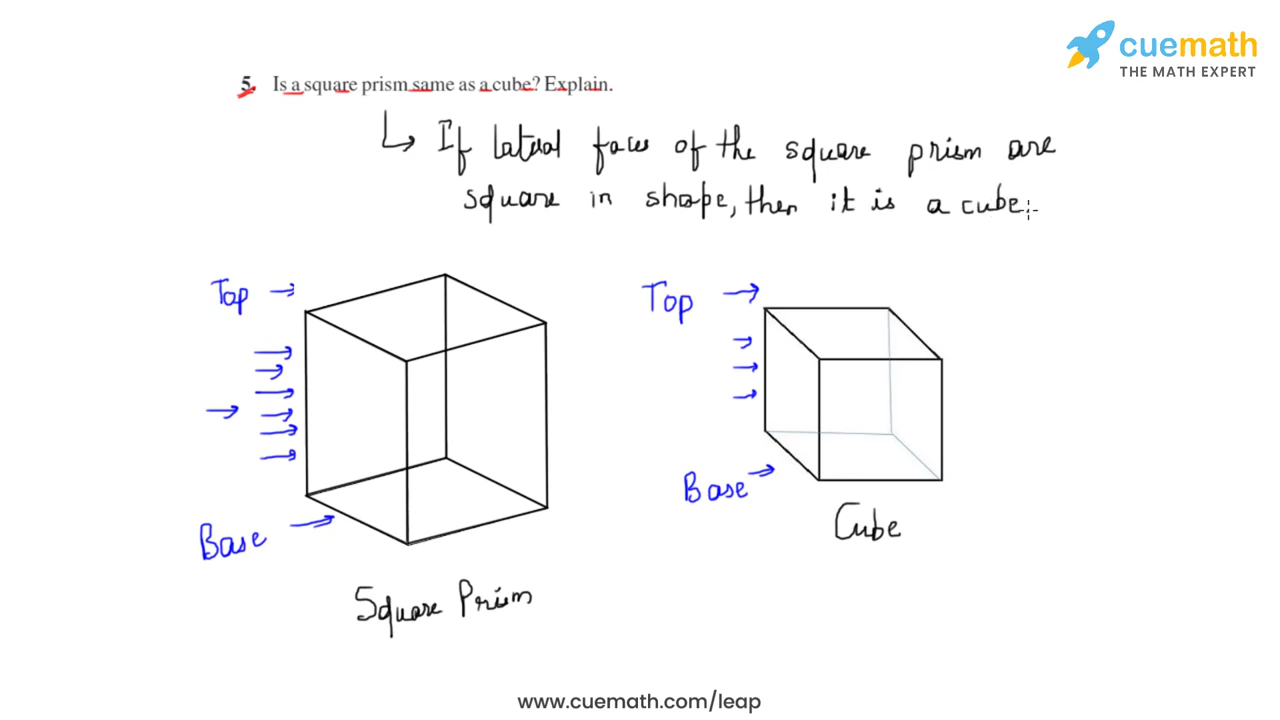 cuemath
THE MATH EXPERT
5. Is a square prism same as a cube? Explain.
If lateral faces of the square prism are
square in shape, then it is a cube.
Top
Base
Square Prism
Top
Base
Cube
www.cuemath.com/leap